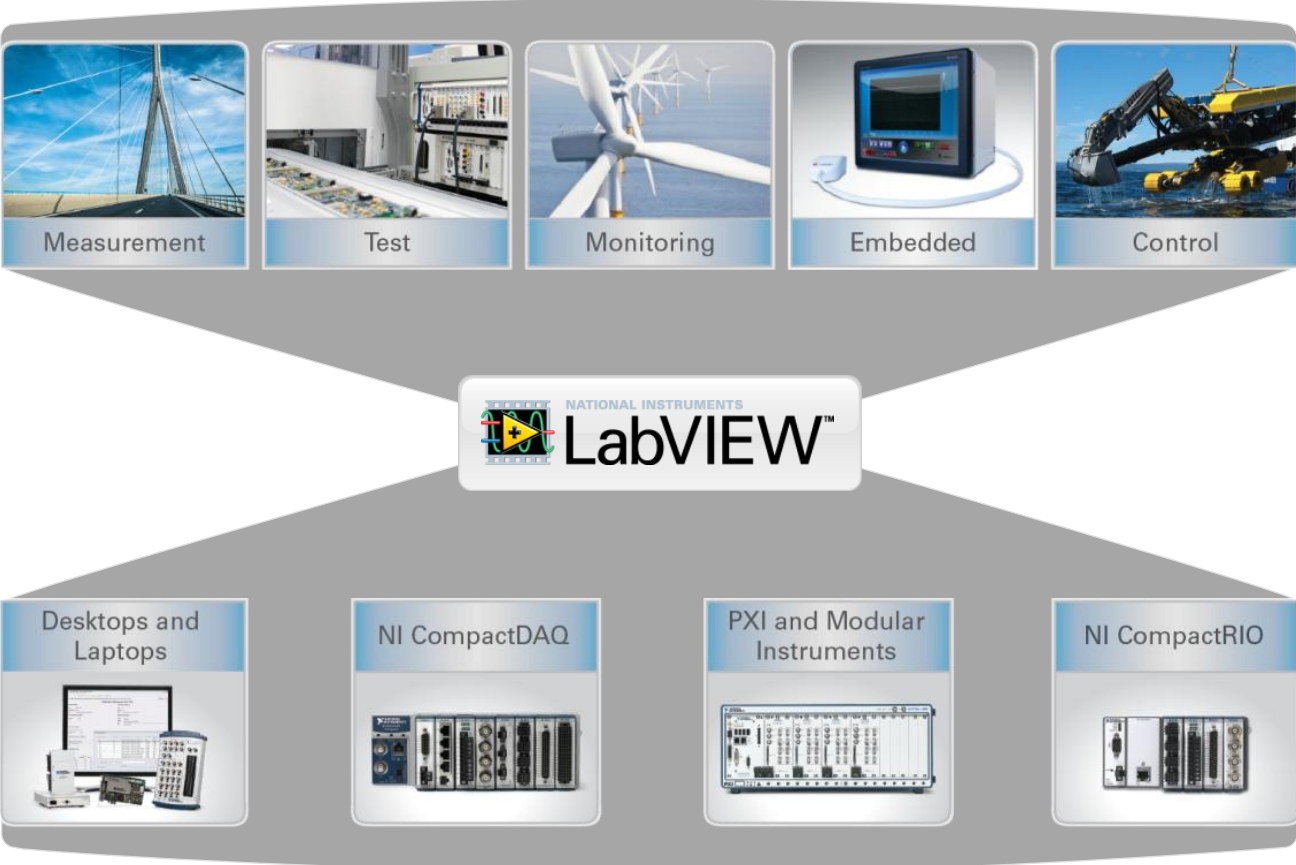 Measurement
Test
Monitoring
Embedded
Control
NATIONAL INSTRUMENTS
LabVIEW™
Desktops and
Laptops
NI CompactDAQ
PXI and Modular
Instruments
NI CompactRIO